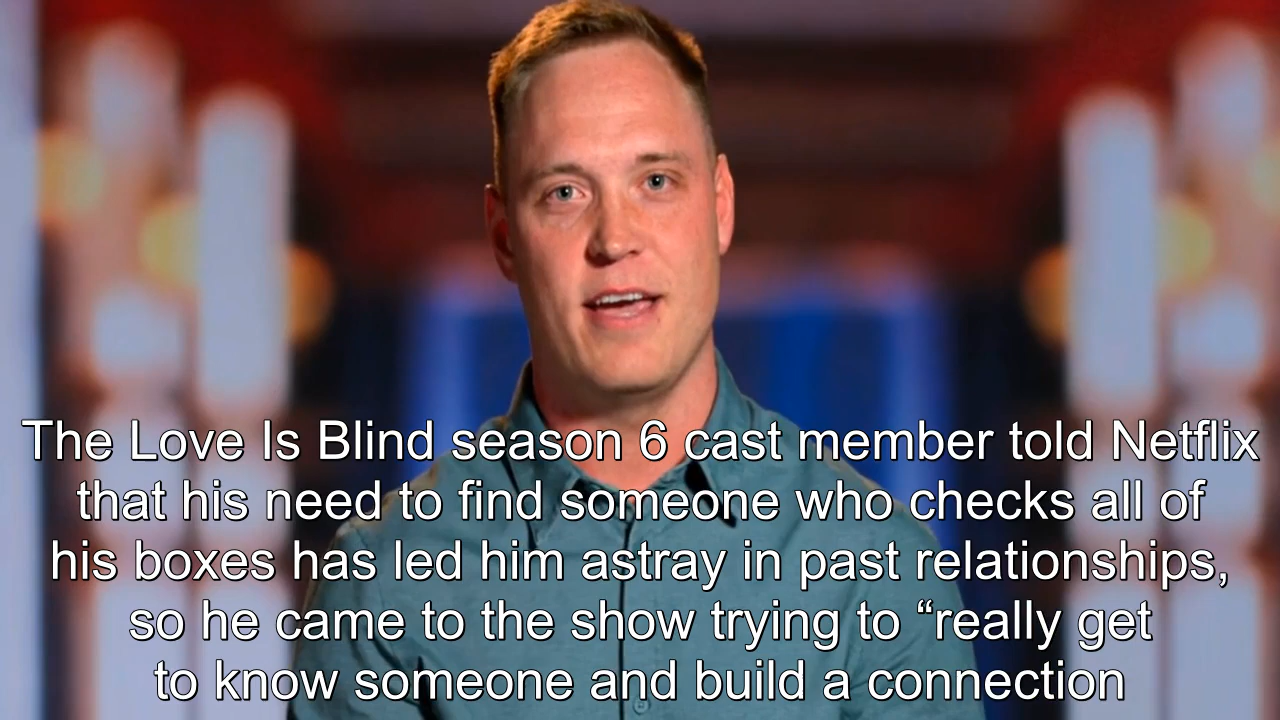 The Love Is Blind season 6 cast member told Netflix
that his need to find someone who checks all of
his boxes has led him astray in past relationships,
so he came to the show trying to “really get
to know someone and build a connection